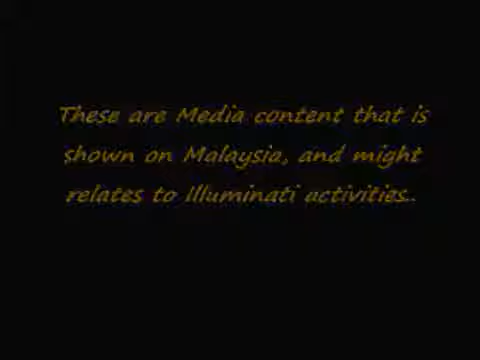 These are Media content that is
shown on Malaysia, and might
relates to Illuminati activities..